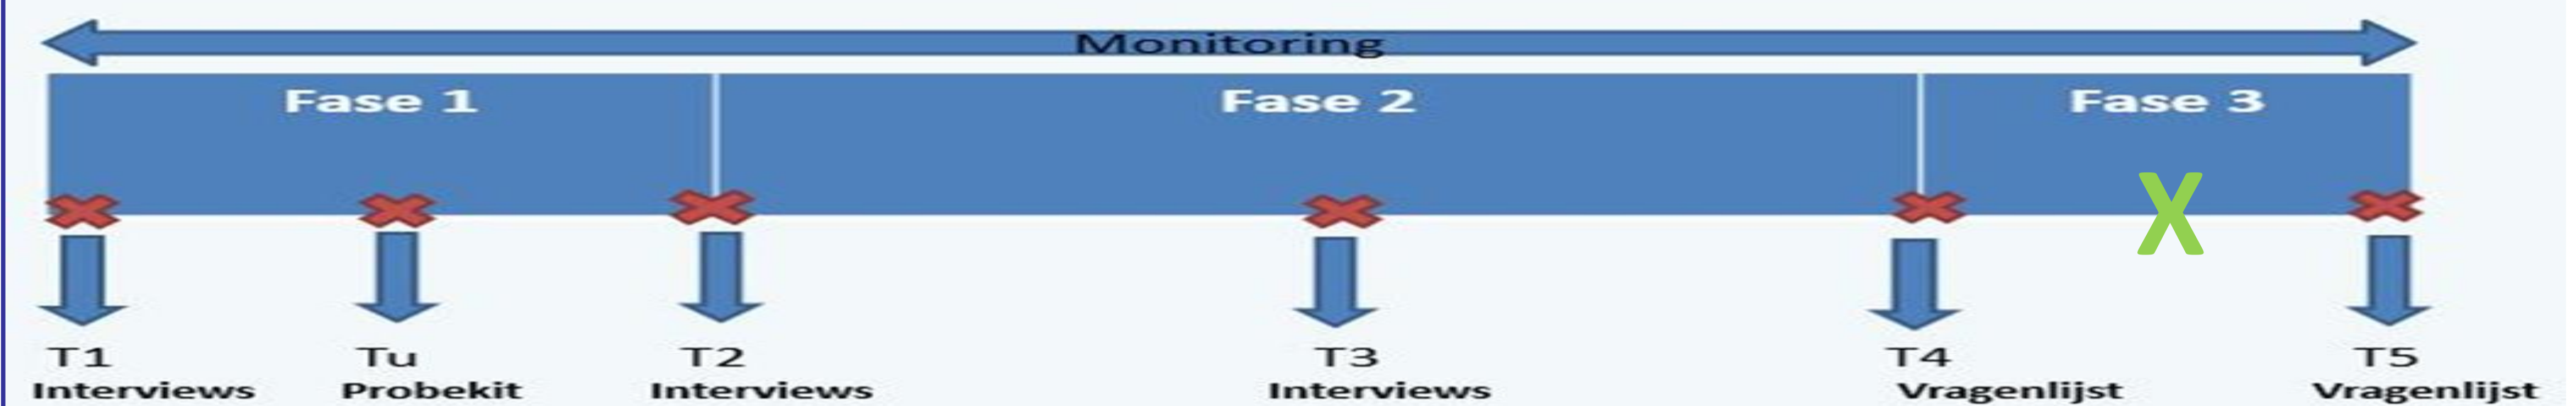 Monitoring
Fase 1 Fase 2 Fase 3
X
T1 Tu T2 T3 T4 T5
Interviews Probekit Interviews Interviews Vragenlijst Vragenlijst